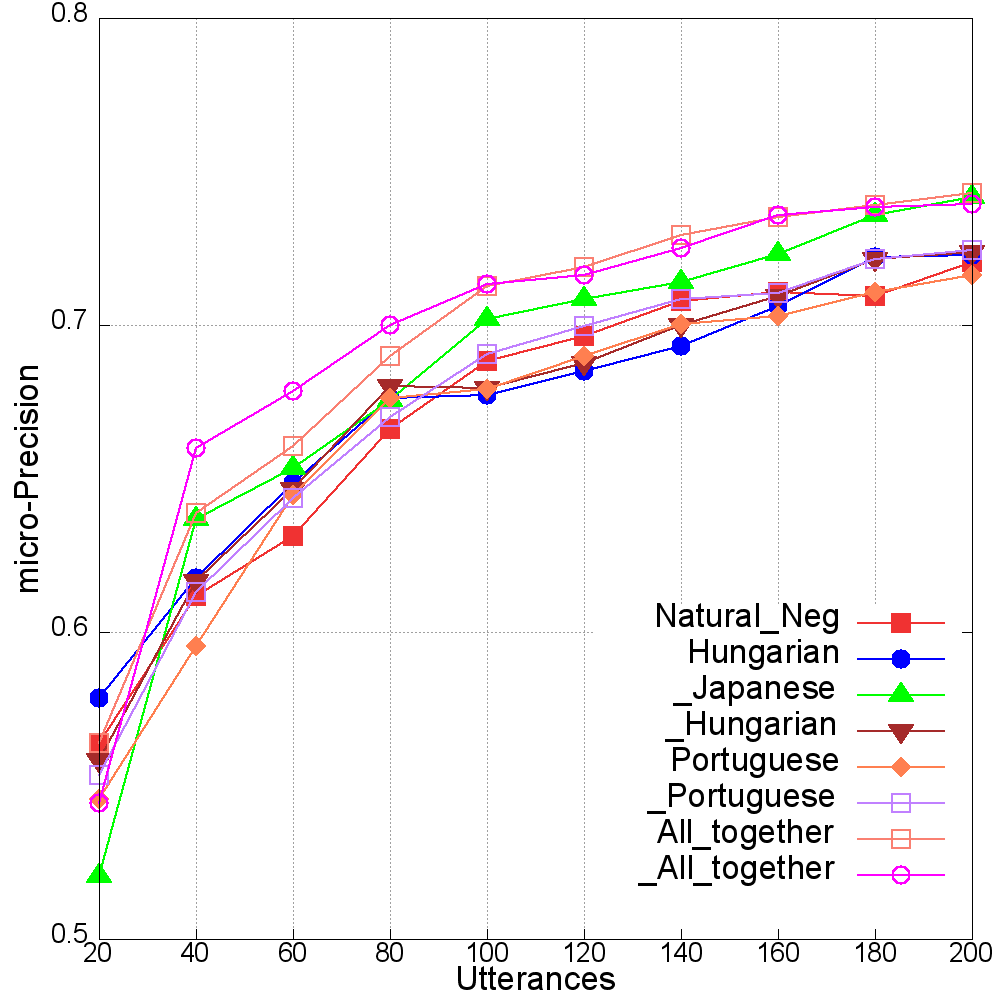 0.8
0.7
0.6
0.5
micro-Precision
Natural_Neg
Hungarian
_Japanese
_Hungarian
Portuguese
_Portuguese
All_together
_All_together
20 40 60 80 100 120 140 160 180 200
Utterances